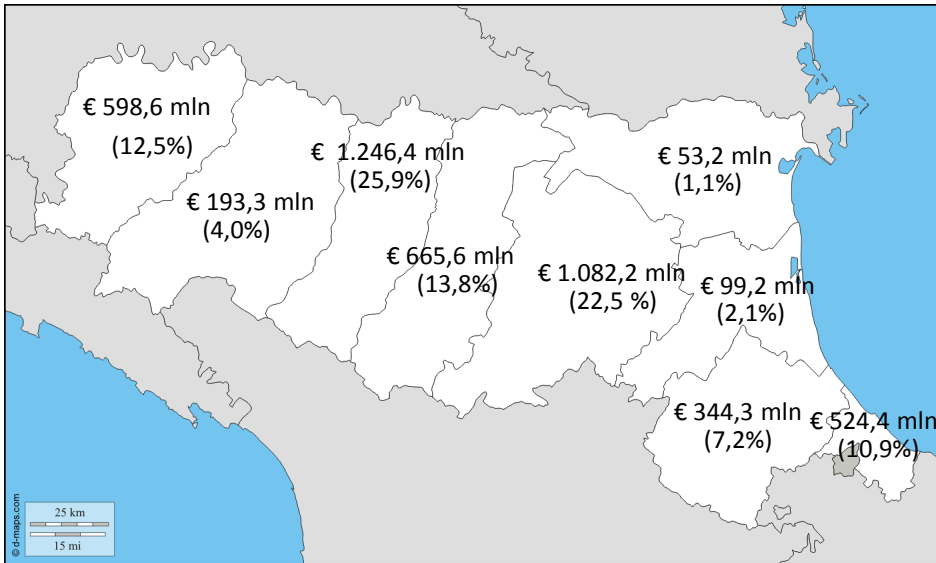 € 598,6 mln
(12,5%)
€ 193,3 mln
(4,0%)
€  1.246,4 mln
(25,9%)
€ 665,6 mln
(13,8%)
€ 1.082,2 mln
(22,5 %)
€ 53,2 mln
(1,1%)
€ 99,2 mln
(2,1%)
€ 344,3 mln
(7,2%)
€ 524,4 mln
(10,9%)
25 km
15 mi
© d-maps.com